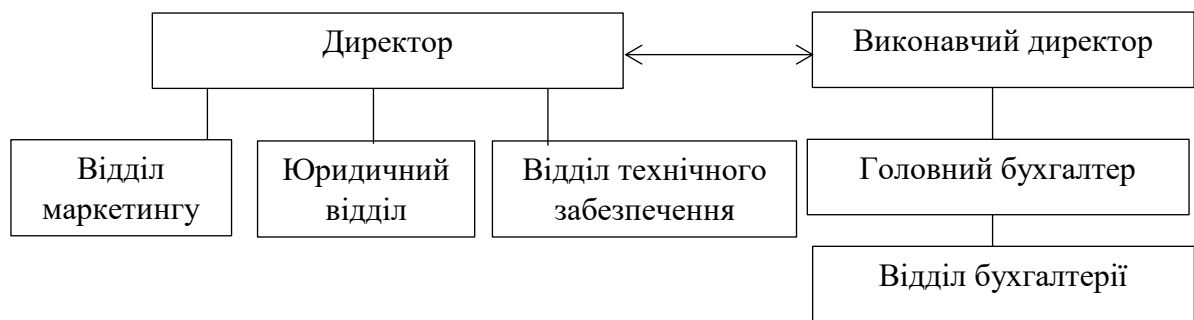 Директор
Виконавчий директор
Відділ
маркетингу
Юридичний
відділ
Відділ технічного
забезпечення
Головний бухгалтер
Відділ бухгалтерії